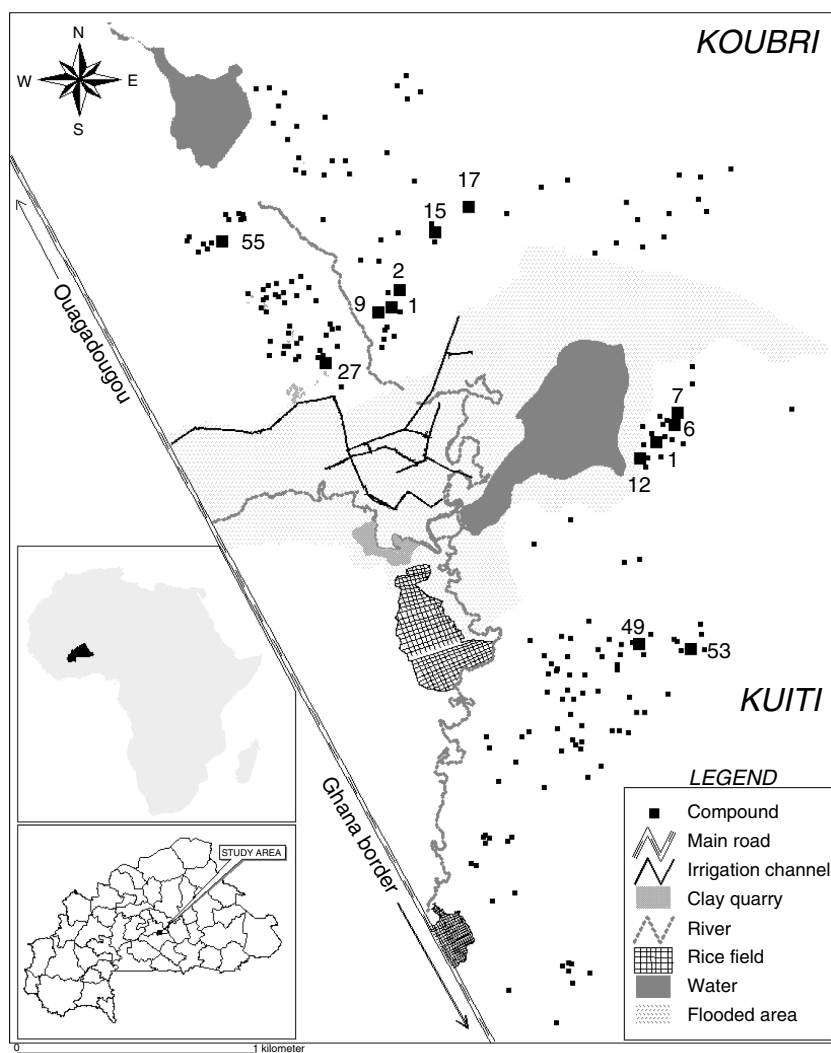 KOUBRI
N
W E
S
17
15
55
2
9 1
27
Ouagadougou
7
6
1
12
49
53
KUITI
Ghana border
STUDY AREA
LEGEND
Compound
Main road
Irrigation channel
Clay quarry
River
Rice field
Water
Flooded area
0 1 kilometer